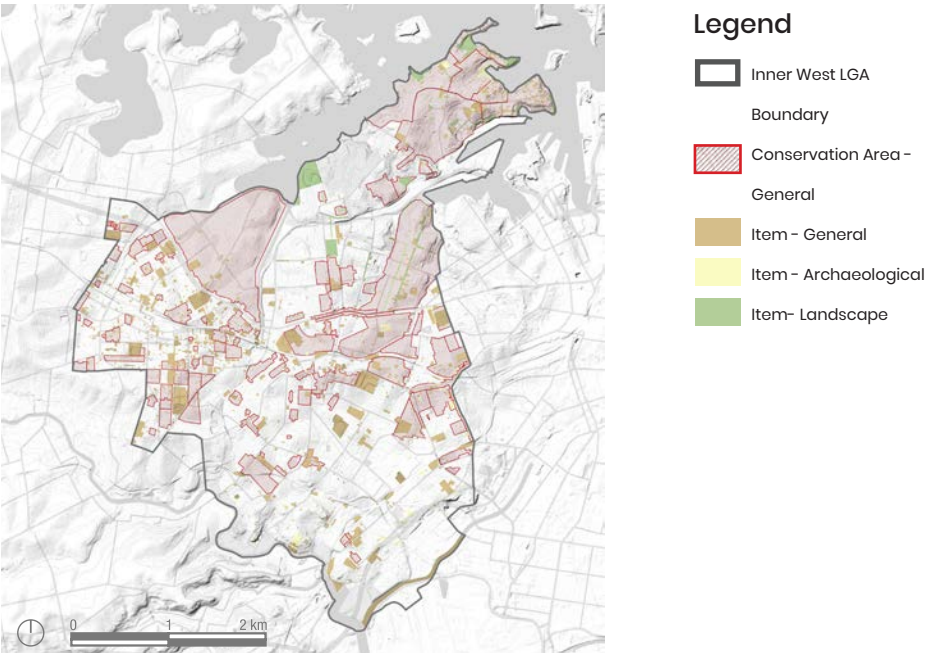 Legend
Inner West LGA
Boundary
Conservation Area -
General
Item - General
Item - Archaeological
Item- Landscape
0 1 2 km